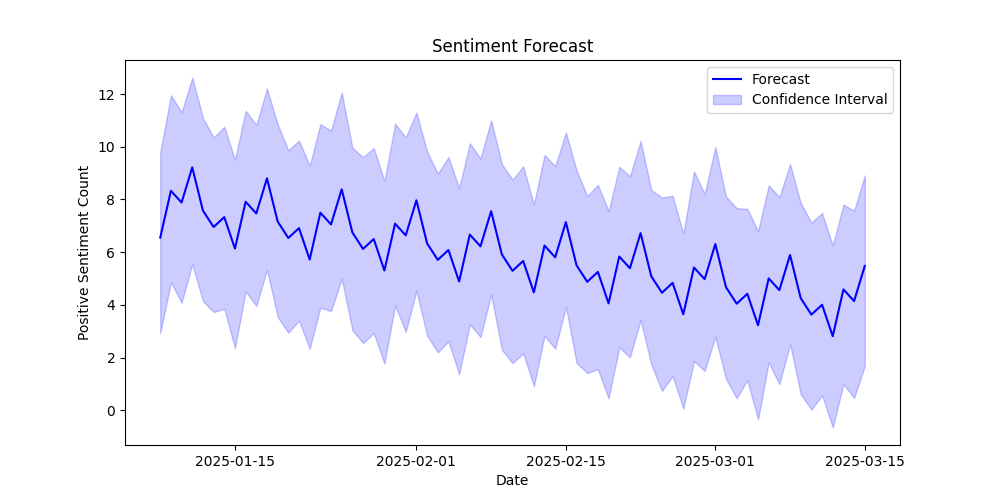 Sentiment Forecast
Forecast
Confidence Interval
Positive Sentiment Count
12
10
8
6
4
2
0
2025-01-15
2025-02-01
2025-02-15
2025-03-01
2025-03-15
Date